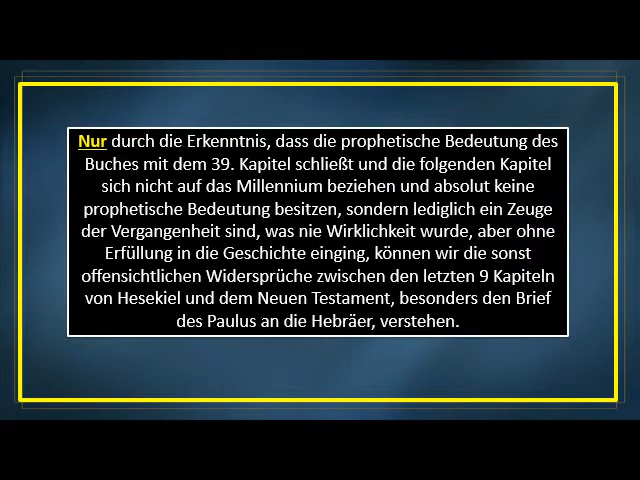 Nur durch die Erkenntnis, dass die prophetische Bedeutung des
Buches mit dem 39. Kapitel schließt und die folgenden Kapitel
sich nicht auf das Millennium beziehen und absolut keine
prophetische Bedeutung besitzen, sondern lediglich ein Zeuge
der Vergangenheit sind, was nie Wirklichkeit wurde, aber ohne
Erfüllung in die Geschichte einging, können wir die sonst
offensichtlichen Widersprüche zwischen den letzten 9 Kapiteln
von Hesekiel und dem Neuen Testament, besonders den Brief
des Paulus an die Hebräer, verstehen.